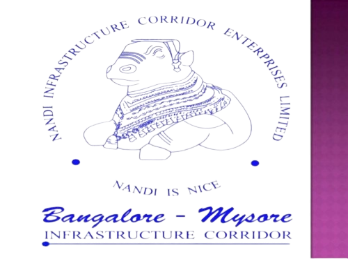 NANDI INFRASTRUCTURE CORRIDOR ENTERPRISES LIMITED
NANDI IS NICE
Bangalore - Mysore
INFRASTRUCTURE CORRIDOR